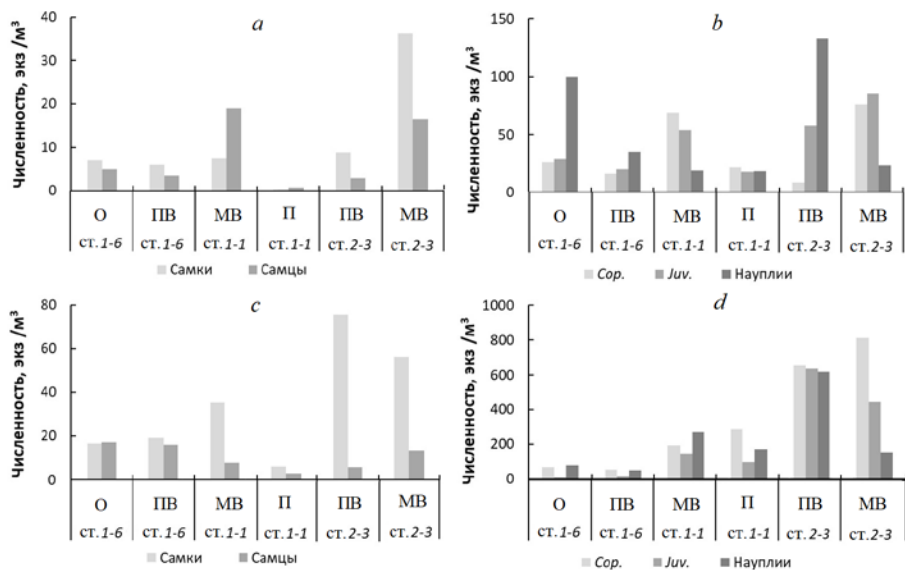 a
Численность, экз /м³
40
30
20
10
0
О ПВ МВ П ПВ МВ
ст. 1-6 ст. 1-6 ст. 1-1 ст. 1-1 ст. 2-3 ст. 2-3
Самки Самцы
b
Численность, экз /м³
150
100
50
0
О ПВ МВ П ПВ МВ
ст. 1-6 ст. 1-6 ст. 1-1 ст. 1-1 ст. 2-3 ст. 2-3
Cop. Juv. Науплии
c
Численность, экз /м³
80
60
40
20
0
О ПВ МВ П ПВ МВ
ст. 1-6 ст. 1-6 ст. 1-1 ст. 1-1 ст. 2-3 ст. 2-3
Самки Самцы
d
Численность, экз /м³
1000
800
600
400
200
0
О ПВ МВ П ПВ МВ
ст. 1-6 ст. 1-6 ст. 1-1 ст. 1-1 ст. 2-3 ст. 2-3
Cop. Juv. Науплии